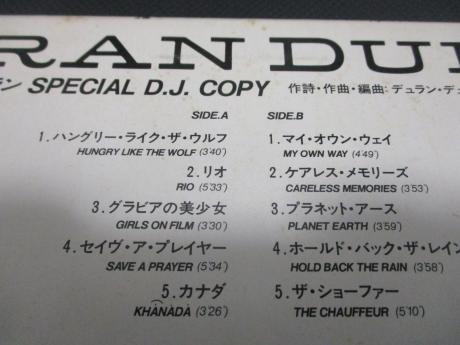 RAN DU
ン SPECIAL D.J. COPY 作詩・作曲・編曲:デュラン・デュ
SIDE.A
1.ハングリー・ライク・ザ・ウルフ
HUNGRY LIKE THE WOLF (3'40")
2.リオ
RIO (5'33")
3.グラビアの美少女
GIRLS ON FILM (3'30")
4.セイヴ・ア・プレイヤー
SAVE A PRAYER (5'34")
5.カナダ
KHĀNADA (3'26")
SIDE.B
1.マイ・オウン・ウェイ
MY OWN WAY (4'49")
2.ケアレス・メモリーズ
CARELESS MEMORIES (3'53")
3.プラネット・アース
PLANET EARTH (3'59")
4.ホールド・バック・ザ・レイン
HOLD BACK THE RAIN (3'58")
5.ザ・ショーファー
THE CHAUFFEUR (5'10")